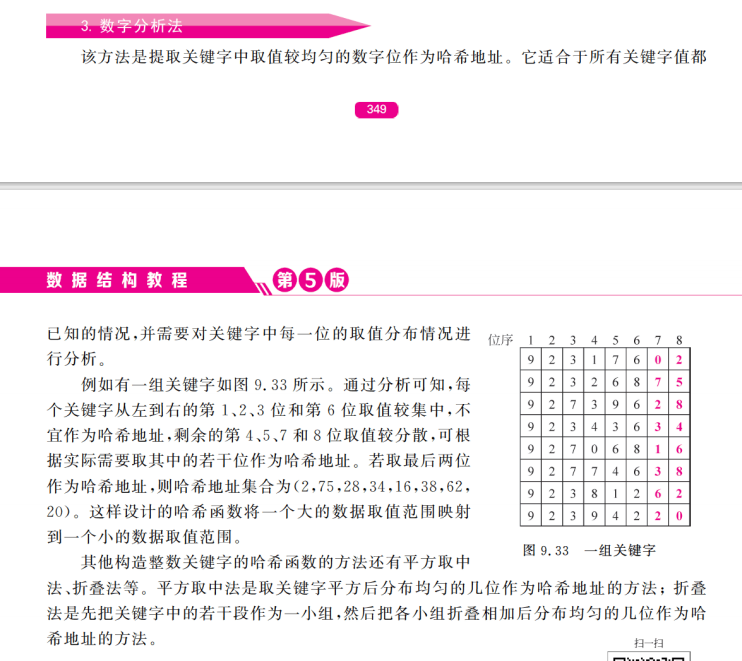 3. 数字分析法
该方法是提取关键字中取值较均匀的数字位作为哈希地址。它适合于所有关键字值都
349
数据结构教程 第5版
已知的情况,并需要对关键字中每一位的取值分布情况进
行分析。
例如有一组关键字如图 9.33 所示。通过分析可知,每
个关键字从左到右的第 1、2、3 位和第 6 位取值较集中,不
宜作为哈希地址,剩余的第 4、5、7 和 8 位取值较分散,可根
据实际需要取其中的若干位作为哈希地址。若取最后两位
作为哈希地址,则哈希地址集合为(2,75,28,34,16,38,62,
20)。这样设计的哈希函数将一个大的数据取值范围映射
到一个小的数据取值范围。
位序 1 2 3 4 5 6 7 8
9 2 3 1 7 6 0 2
9 2 3 2 6 8 7 5
9 2 7 3 9 6 2 8
9 2 3 4 3 6 3 4
9 2 7 0 6 8 1 6
9 2 7 7 4 6 3 8
9 2 3 8 1 2 6 2
9 2 3 9 4 2 2 0
图 9.33 一组关键字
其他构造整数关键字的哈希函数的方法还有平方取中
法、折叠法等。平方取中法是取关键字平方后分布均匀的几位作为哈希地址的方法；折叠
法是先把关键字中的若干段作为一小组,然后把各小组折叠相加后分布均匀的几位作为哈
希地址的方法。
扫一扫